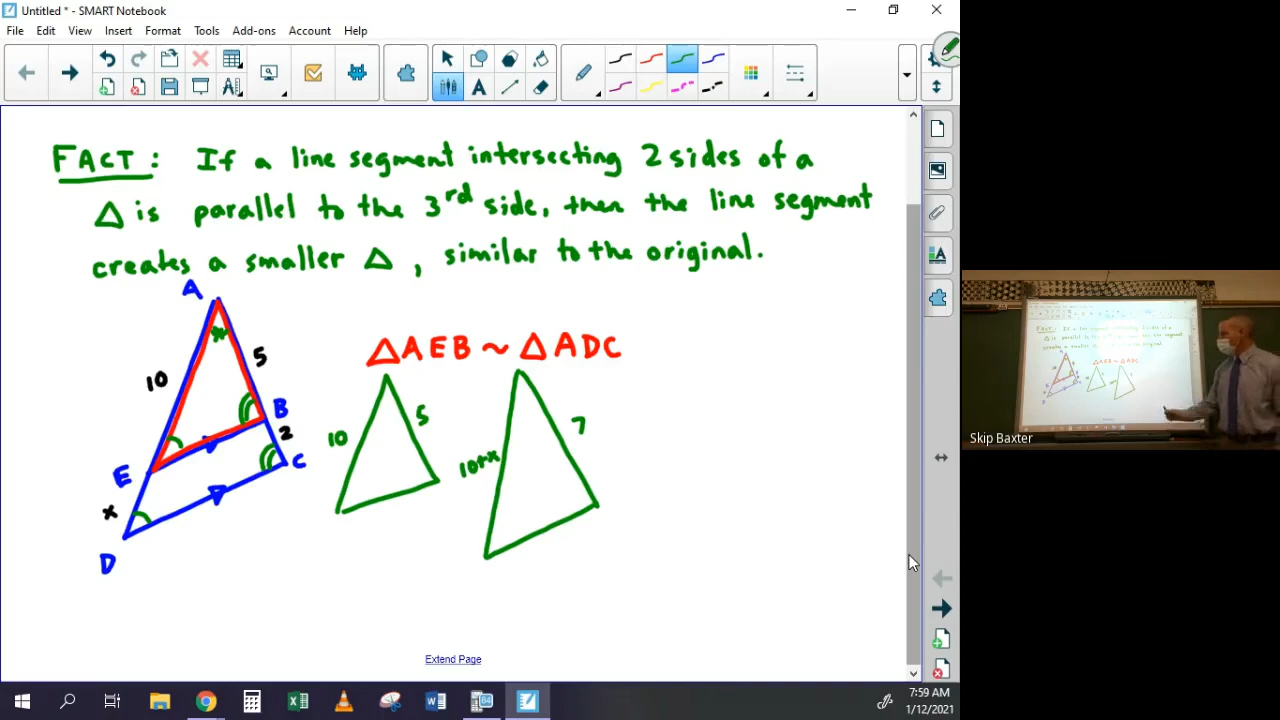 Untitled * - SMART Notebook
File Edit View Insert Format Tools Add-ons Account Help
FACT: If a line segment intersecting 2 sides of a
Δ is parallel to the 3rd side, then the line segment
creates a smaller Δ, similar to the original.
A
ΔAEB ~ ΔADC
10 5
B
2
C
E
x
D
10 5
10+x 7
Extend Page
Skip Baxter
7:59 AM
1/12/2021